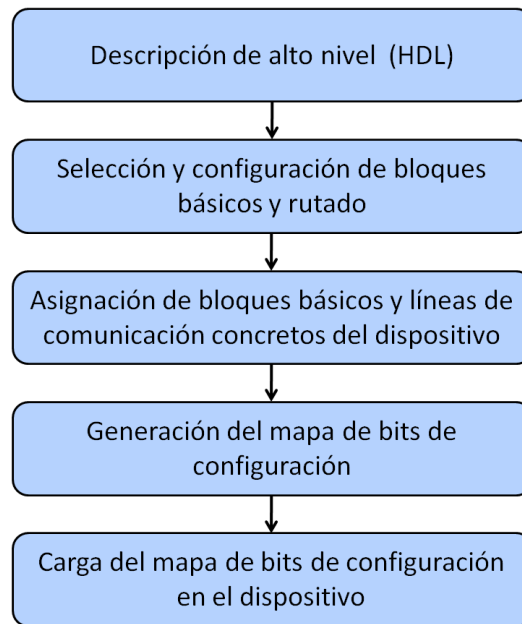 Descripción de alto nivel (HDL)
Selección y configuración de bloques
básicos y rutado
Asignación de bloques básicos y líneas de
comunicación concretos del dispositivo
Generación del mapa de bits de
configuración
Carga del mapa de bits de configuración
en el dispositivo